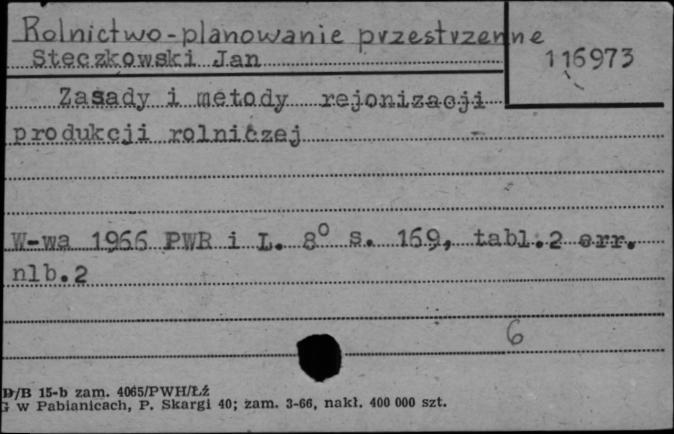 Rolnictwo-planowanie przestrzenne
Steczkowski Jan
116973
Zasady i metody rejonizacji
produkcji rolniczej
W-wa 1966 PWR i L. 8° s. 169, tabl.2 err.
nlb.2
6
D/B 15-b zam. 4065/PWH/ŁŹ
G w Pabianicach, P. Skargi 40; zam. 3-66, nakł. 400 000 szt.